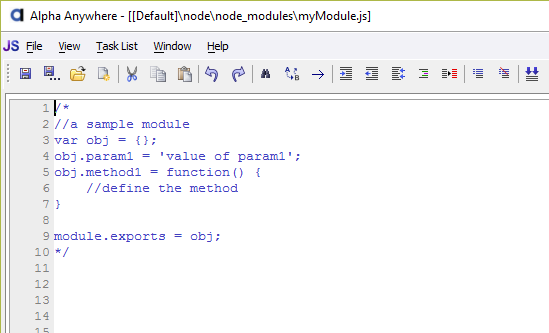 Alpha Anywhere - [[Default]\node\node_modules\myModule.js]
JS File View Task List Window Help
1 /*
2 //a sample module
3 var obj = {};
4 obj.param1 = 'value of param1';
5 obj.method1 = function() {
6     //define the method
7 }
8
9 module.exports = obj;
10 */
11
12
13
14
15